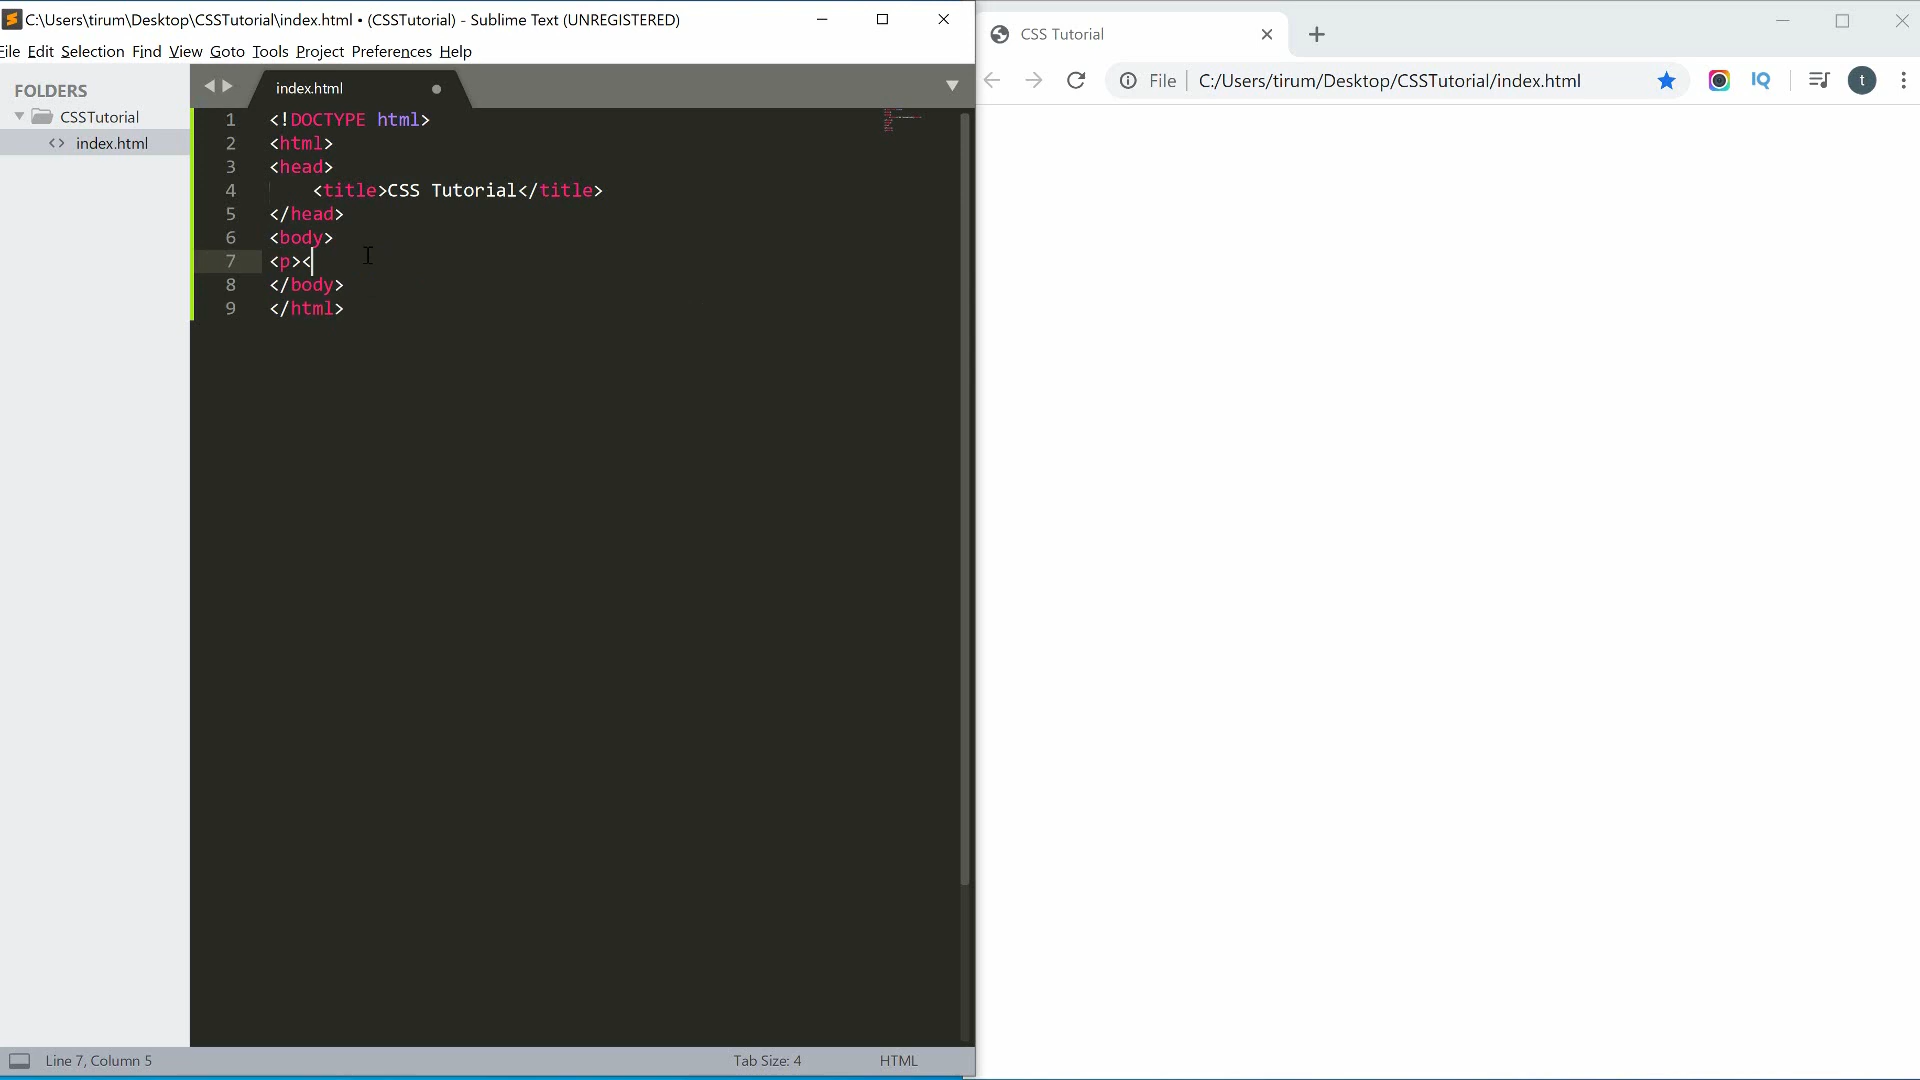 C:\Users\tirum\Desktop\CSSTutorial\index.html • (CSSTutorial) - Sublime Text (UNREGISTERED)
File Edit Selection Find View Goto Tools Project Preferences Help
FOLDERS
CSSTutorial
<> index.html
index.html
1 <!DOCTYPE html>
2 <html>
3 <head>
4     <title>CSS Tutorial</title>
5 </head>
6 <body>
7 <p><
8 </body>
9 </html>
Line 7, Column 5
Tab Size: 4
HTML
CSS Tutorial
File
C:/Users/tirum/Desktop/CSSTutorial/index.html
IQ
t